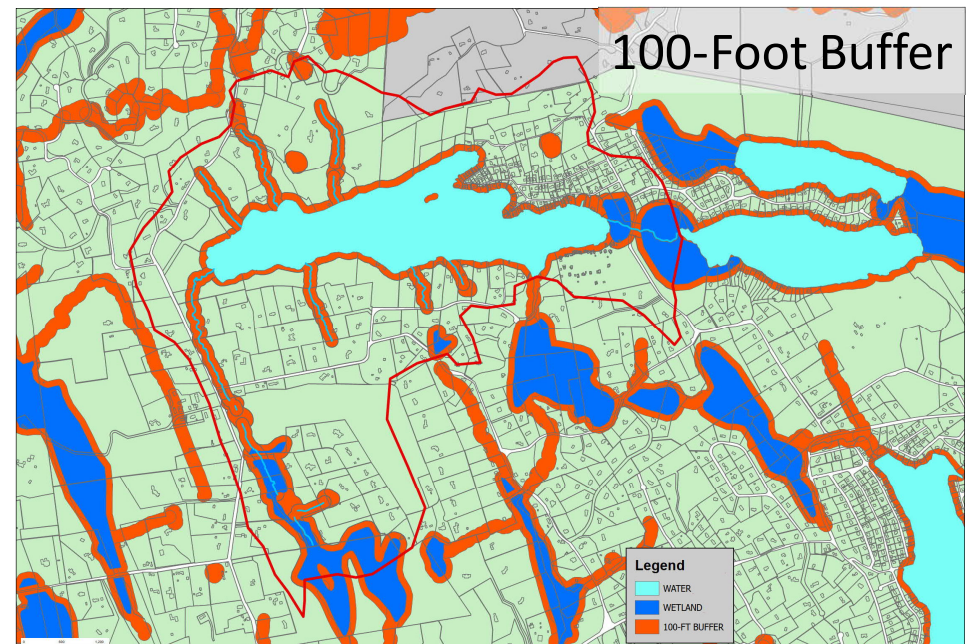 100-Foot Buffer
Legend
WATER
WETLAND
100-FT BUFFER